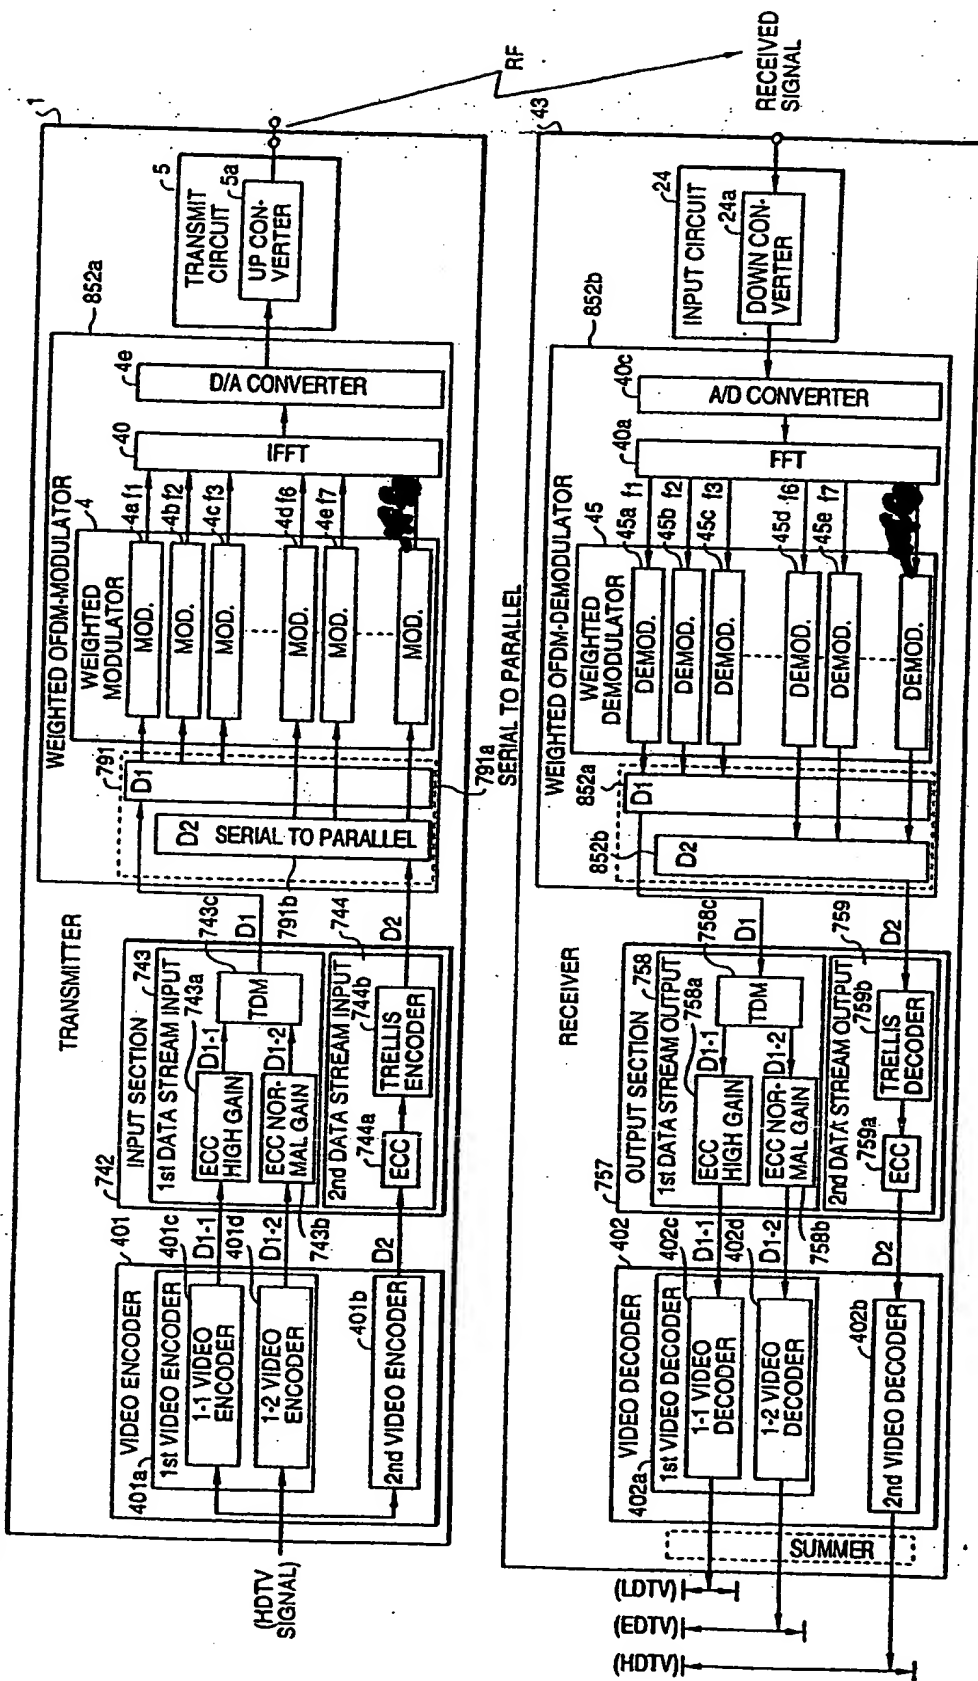 TRANSMITTER
1
(HDTV
SIGNAL)
401
VIDEO ENCODER
401a
1st VIDEO ENCODER
401c
1-1 VIDEO
ENCODER
401d
1-2 VIDEO
ENCODER
401b
2nd VIDEO ENCODER
D1-1
D1-2
D2
742
INPUT SECTION
743
1st DATA STREAM INPUT
743a
ECC
HIGH GAIN
D1-1
743c
TDM
ECC NOR-
MAL GAIN
D1-2
743b
744
2nd DATA STREAM INPUT
744a
ECC
744b
TRELLIS
ENCODER
D1
D2
852a
WEIGHTED OFDM-MODULATOR
791
D1
D2
SERIAL TO PARALLEL
791b
791a
SERIAL TO PARALLEL
4
WEIGHTED
MODULATOR
MOD.
4a f1
MOD.
4b f2
MOD.
4c f3
MOD.
4d f6
MOD.
4e f7
MOD.
40
IFFT
4e
D/A CONVERTER
5
TRANSMIT
CIRCUIT
5a
UP CON-
VERTER
RF
RECEIVED
SIGNAL
RECEIVER
43
24
INPUT CIRCUIT
24a
DOWN CON-
VERTER
852b
WEIGHTED OFDM-DEMODULATOR
40c
A/D CONVERTER
40a
FFT
45
WEIGHTED
DEMODULATOR
DEMOD.
45a f1
DEMOD.
45b f2
DEMOD.
45c f3
DEMOD.
45d f6
DEMOD.
45e f7
DEMOD.
852a
D1
852b
D2
D1
D2
757
OUTPUT SECTION
758
1st DATA STREAM OUTPUT
758a
ECC
HIGH GAIN
D1-1
758c
TDM
ECC NOR-
MAL GAIN
D1-2
758b
759
2nd DATA STREAM OUTPUT
759a
ECC
759b
TRELLIS
DECODER
D1-1
D1-2
D2
402
VIDEO DECODER
402a
1st VIDEO DECODER
402c
1-1 VIDEO
DECODER
402d
1-2 VIDEO
DECODER
402b
2nd VIDEO DECODER
SUMMER
(LDTV)
(EDTV)
(HDTV)